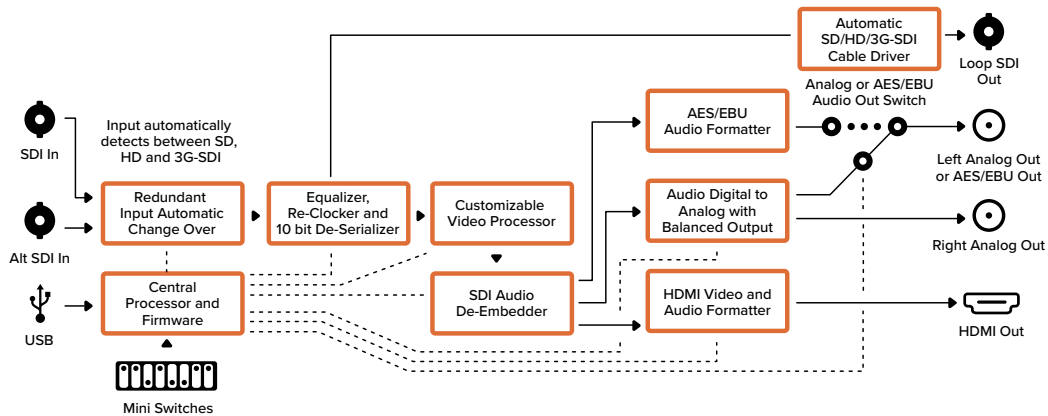 Automatic
SD/HD/3G-SDI
Cable Driver
Loop SDI
Out
Analog or AES/EBU
Audio Out Switch
AES/EBU
Audio Formatter
SDI In
Input automatically
detects between SD,
HD and 3G-SDI
Left Analog Out
or AES/EBU Out
Redundant
Input Automatic
Change Over
Equalizer,
Re-Clocker and
10 bit De-Serializer
Customizable
Video Processor
Audio Digital to
Analog with
Balanced Output
Alt SDI In
Right Analog Out
Central
Processor and
Firmware
SDI Audio
De-Embedder
HDMI Video and
Audio Formatter
USB
HDMI Out
Mini Switches